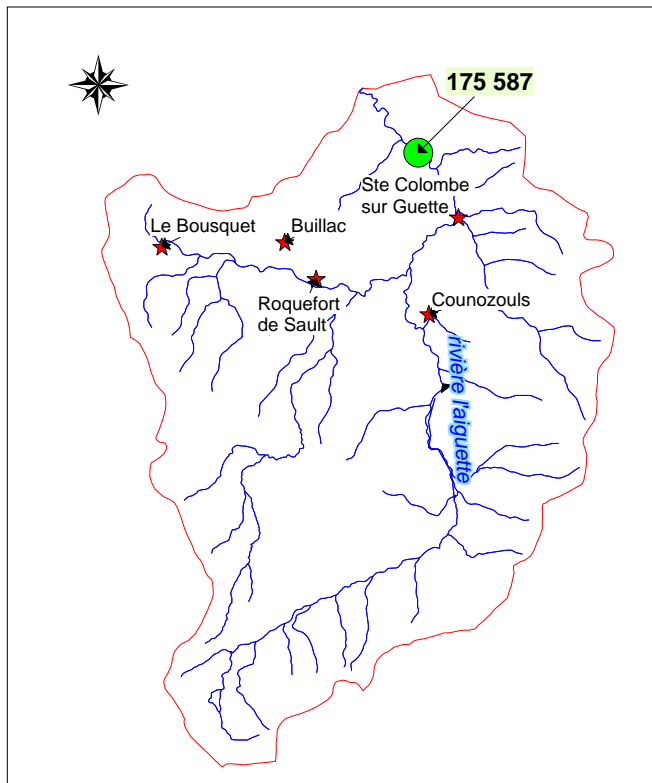 175 587
Ste Colombe
sur Guette
Le Bousquet
Buillac
Roquefort
de Sault
Counozouls
rivière l'aiguette